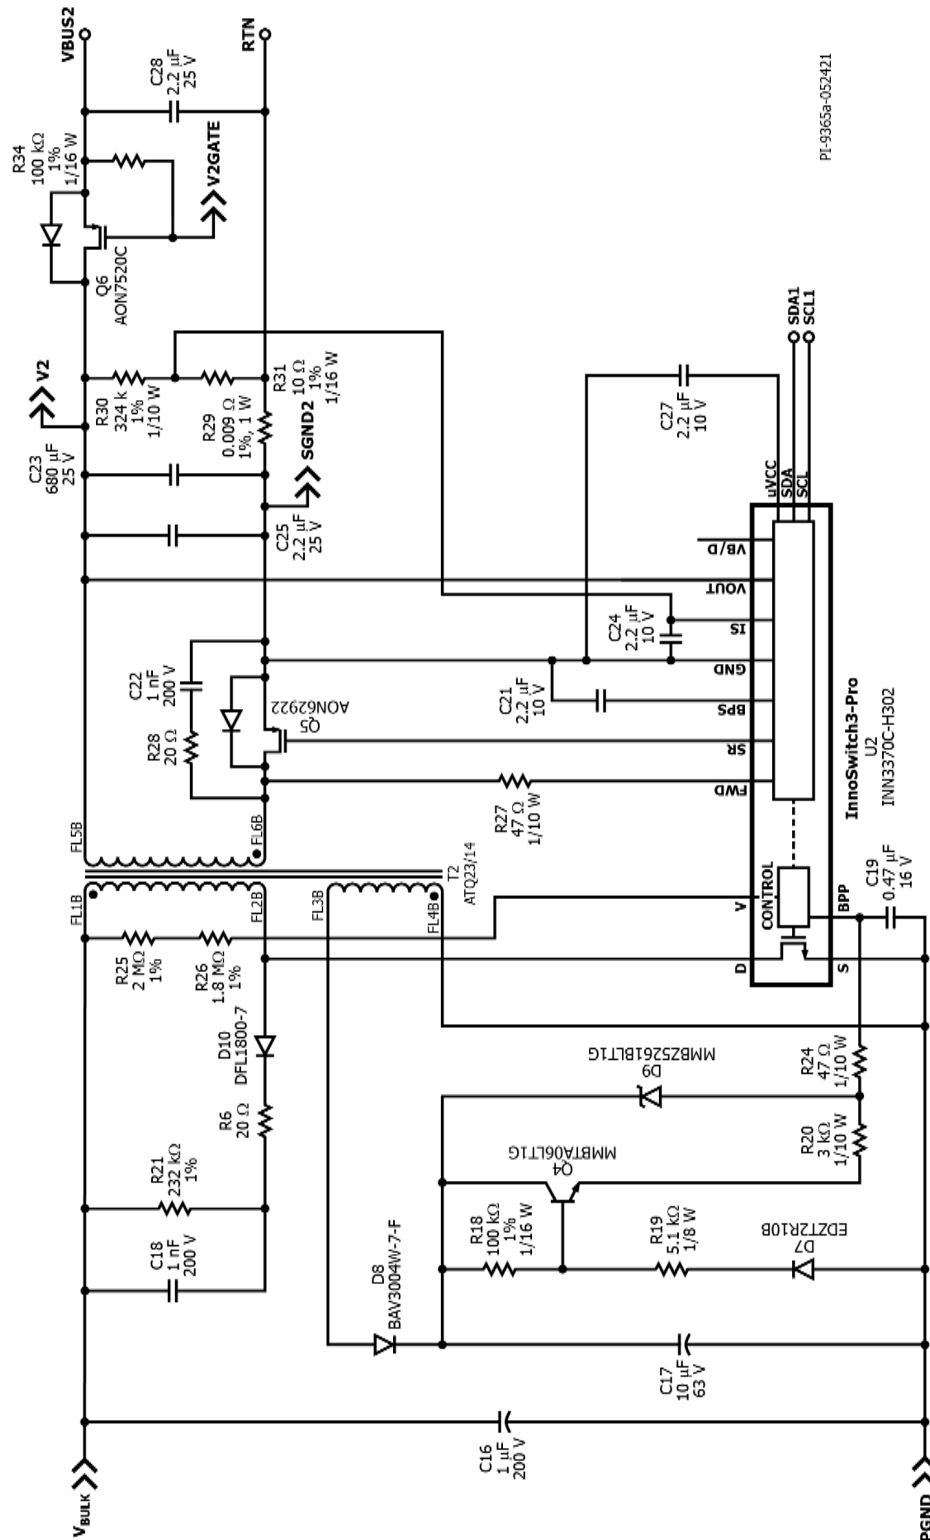 VBULK
PGND
C16
1 µF
200 V
C18
1 nF
200 V
R21
232 kΩ
1%
R6
20 Ω
D10
DFL1800-7
R25
2 MΩ
1%
R26
1.8 MΩ
1%
FL1B
FL2B
FL3B
FL4B
FL5B
FL6B
T2
ATQ23/14
D8
BAV3004W-7-F
C17
10 µF
63 V
R18
100 kΩ
1%
1/16 W
R19
5.1 kΩ
1/8 W
D7
EDZT2R10B
Q4
MMBTA06LT1G
D9
MMBZ5261BLT1G
R20
3 kΩ
1/10 W
R24
47 Ω
1/10 W
C19
0.47 µF
16 V
D
V
S
BPP
CONTROL
InnoSwitch3-Pro
U2
INN3370C-H302
FWD
SR
BPS
GND
IS
VOUT
VB/D
uVCC
SDA
SCL
SDA1
SCL1
R27
47 Ω
1/10 W
R28
20 Ω
C22
1 nF
200 V
Q5
AON62922
C21
2.2 µF
10 V
C24
2.2 µF
10 V
C27
2.2 µF
10 V
C25
2.2 µF
25 V
SGND2
C23
680 µF
25 V
V2
R29
0.009 Ω
1%, 1 W
R30
324 k
1%
1/10 W
R31
10 Ω
1%
1/16 W
Q6
AON7520C
R34
100 kΩ
1%
1/16 W
V2GATE
C28
2.2 µF
25 V
VBUS2
RTN
PI-9365a-052421